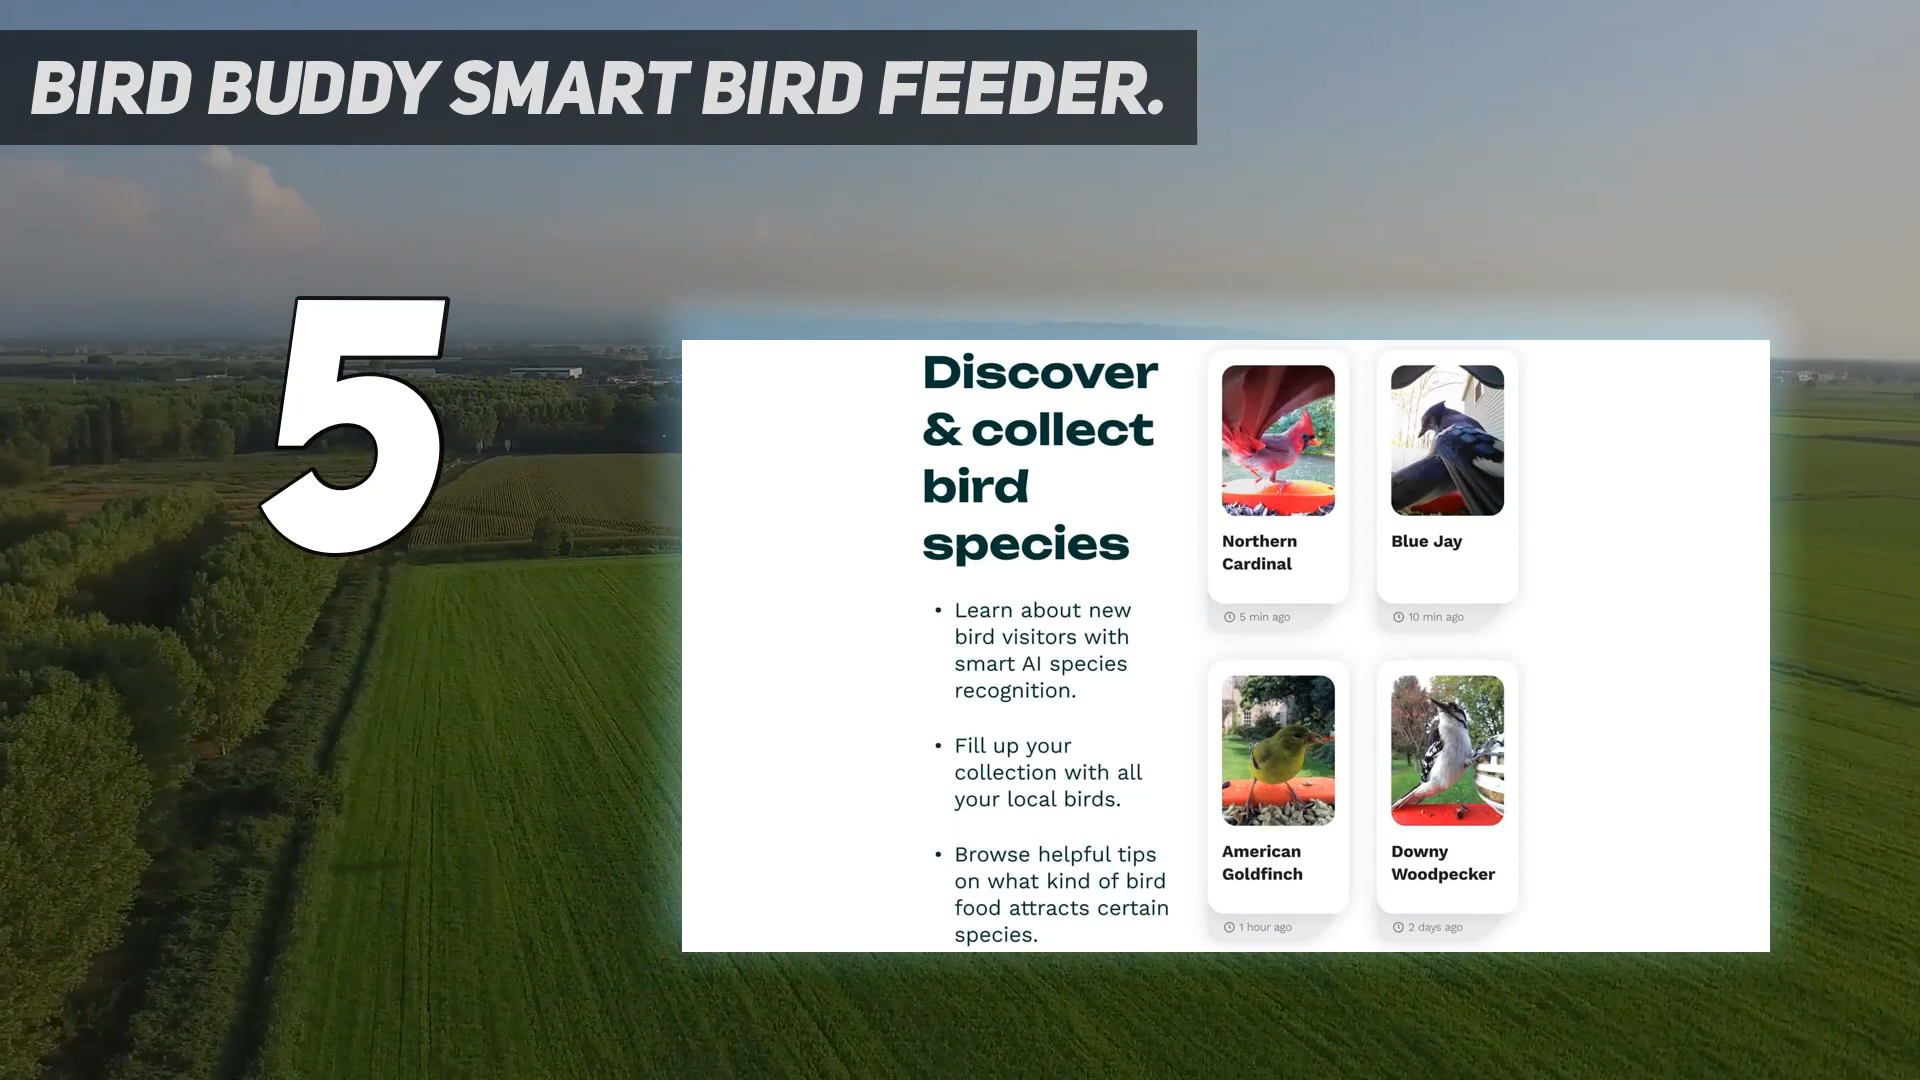 BIRD BUDDY SMART BIRD FEEDER.
5
Discover
& collect
bird
species
• Learn about new
bird visitors with
smart AI species
recognition.
• Fill up your
collection with all
your local birds.
• Browse helpful tips
on what kind of bird
food attracts certain
species.
Northern
Cardinal
5 min ago
Blue Jay
10 min ago
American
Goldfinch
1 hour ago
Downy
Woodpecker
2 days ago